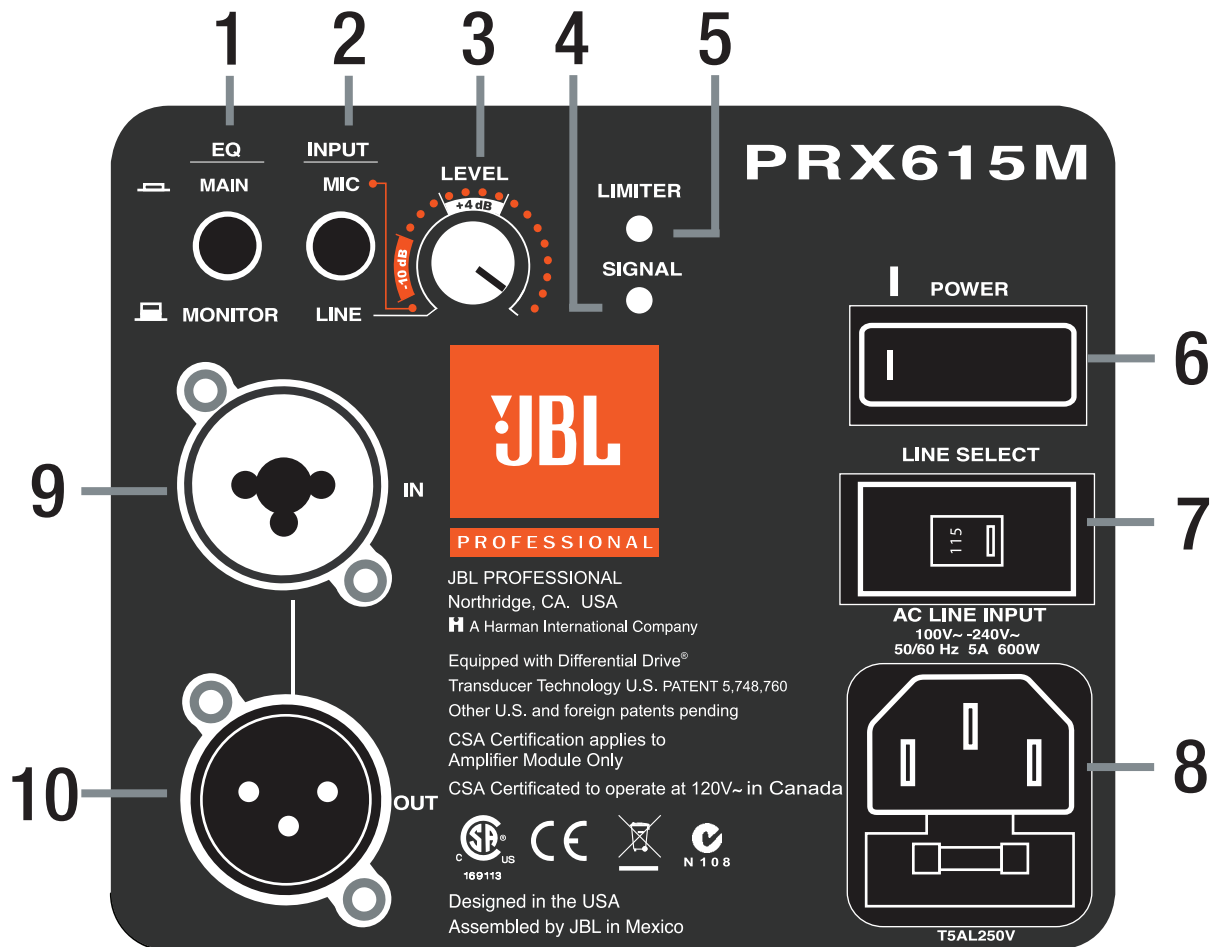 1 2 3 4 5
EQ
MAIN
MONITOR
INPUT
MIC
LINE
LEVEL
+4 dB
-10 dB
LIMITER
SIGNAL
PRX615M
POWER
6
LINE SELECT
115
7
AC LINE INPUT
100V~ -240V~
50/60 Hz 5A 600W
8
T5AL250V
9
IN
10
OUT
JBL
PROFESSIONAL
JBL PROFESSIONAL
Northridge, CA. USA
H A Harman International Company
Equipped with Differential Drive®
Transducer Technology U.S. PATENT 5,748,760
Other U.S. and foreign patents pending
CSA Certification applies to
Amplifier Module Only
CSA Certificated to operate at 120V~ in Canada
C SA® US
169113
CE
N108
Designed in the USA
Assembled by JBL in Mexico